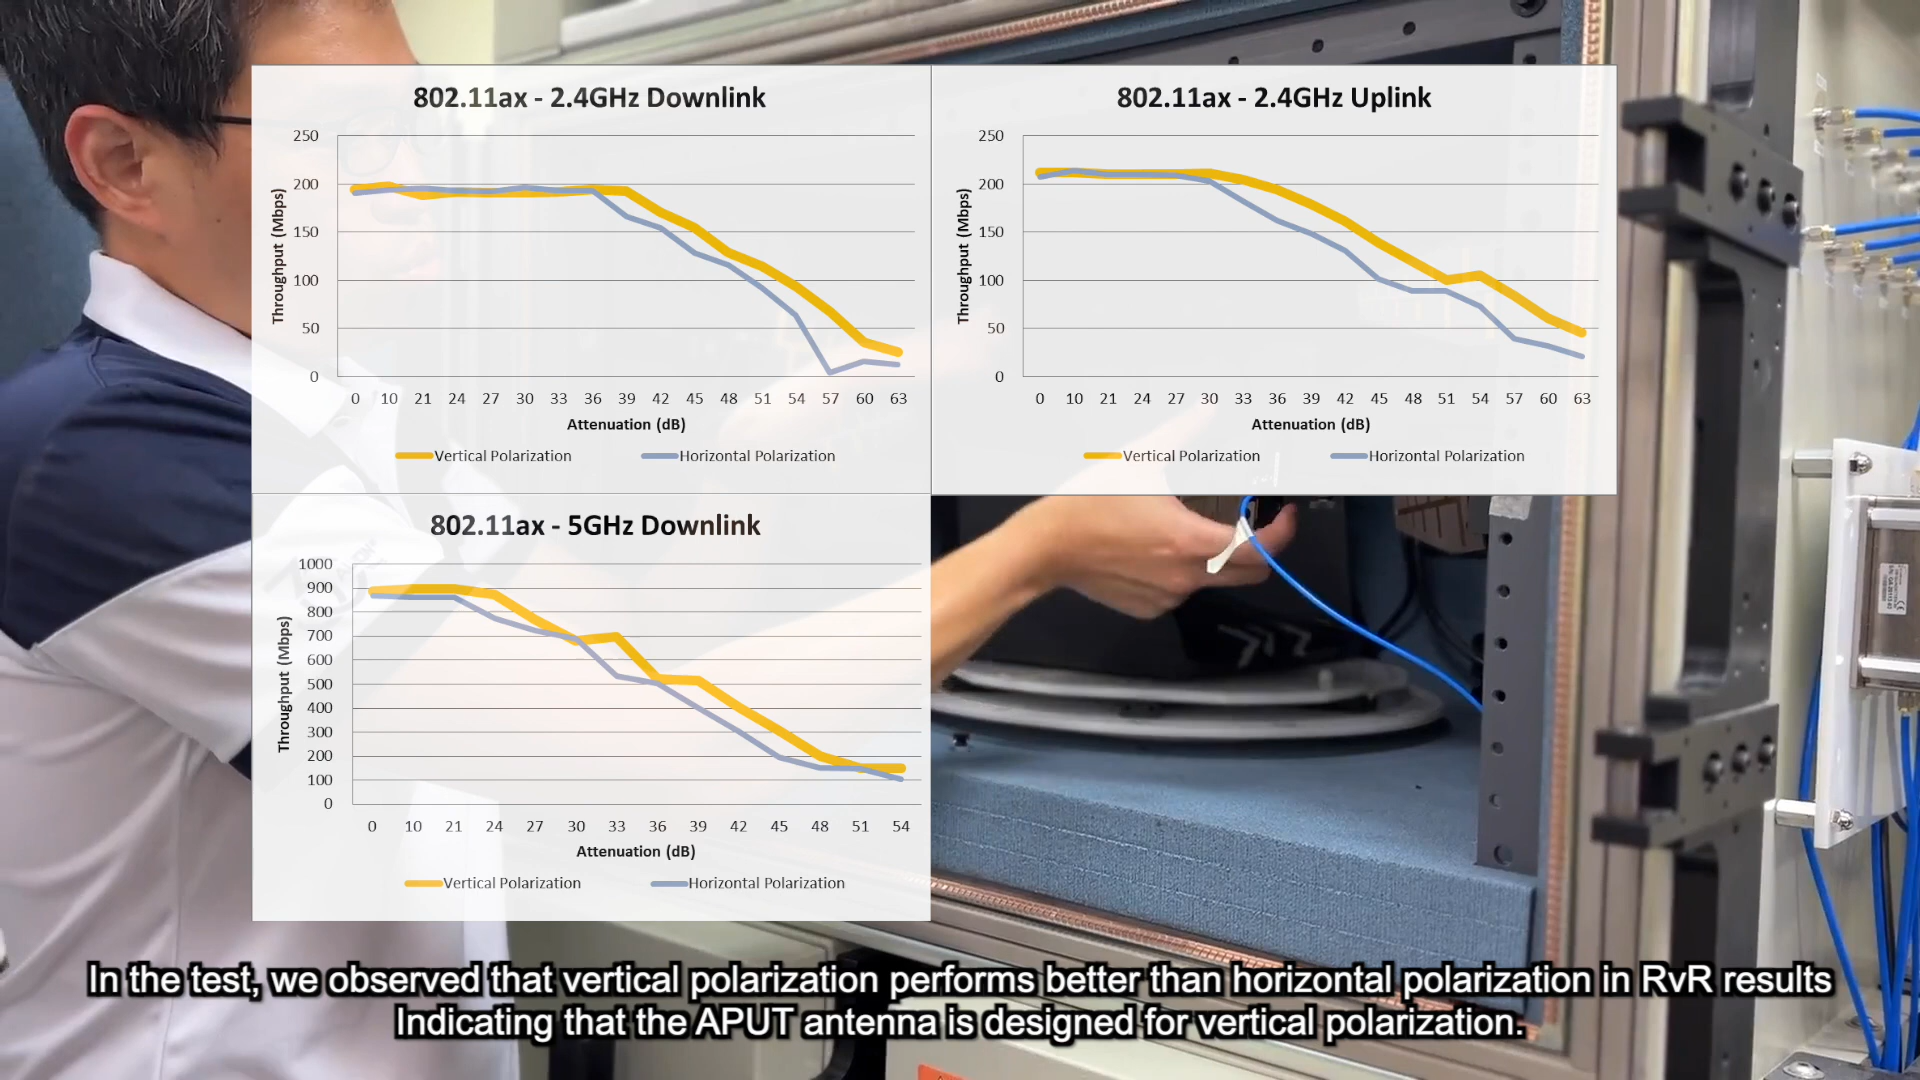 802.11ax - 2.4GHz Downlink
Throughput (Mbps)
250
200
150
100
50
0
0 10 21 24 27 30 33 36 39 42 45 48 51 54 57 60 63
Attenuation (dB)
Vertical Polarization Horizontal Polarization
802.11ax - 2.4GHz Uplink
Throughput (Mbps)
250
200
150
100
50
0
0 10 21 24 27 30 33 36 39 42 45 48 51 54 57 60 63
Attenuation (dB)
Vertical Polarization Horizontal Polarization
802.11ax - 5GHz Downlink
Throughput (Mbps)
1000
900
800
700
600
500
400
300
200
100
0
0 10 21 24 27 30 33 36 39 42 45 48 51 54
Attenuation (dB)
Vertical Polarization Horizontal Polarization
In the test, we observed that vertical polarization performs better than horizontal polarization in RvR results
Indicating that the APUT antenna is designed for vertical polarization.